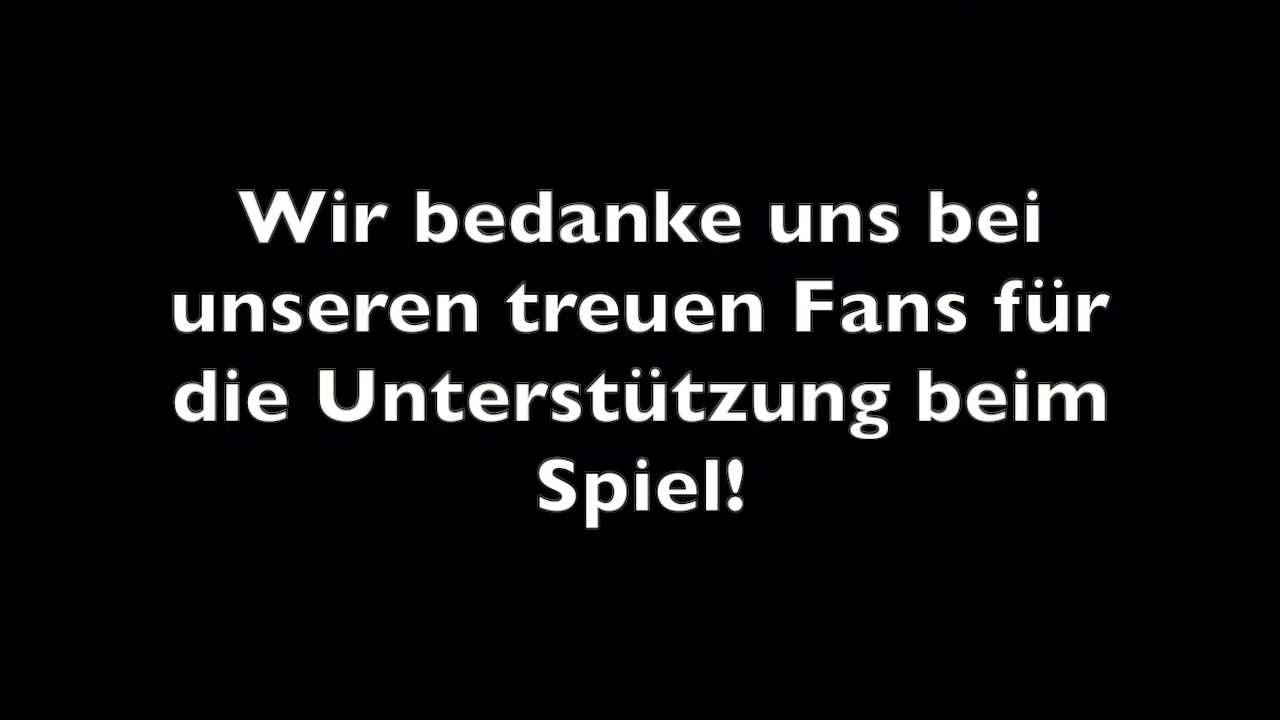 Wir bedanke uns bei
unseren treuen Fans für
die Unterstützung beim
Spiel!